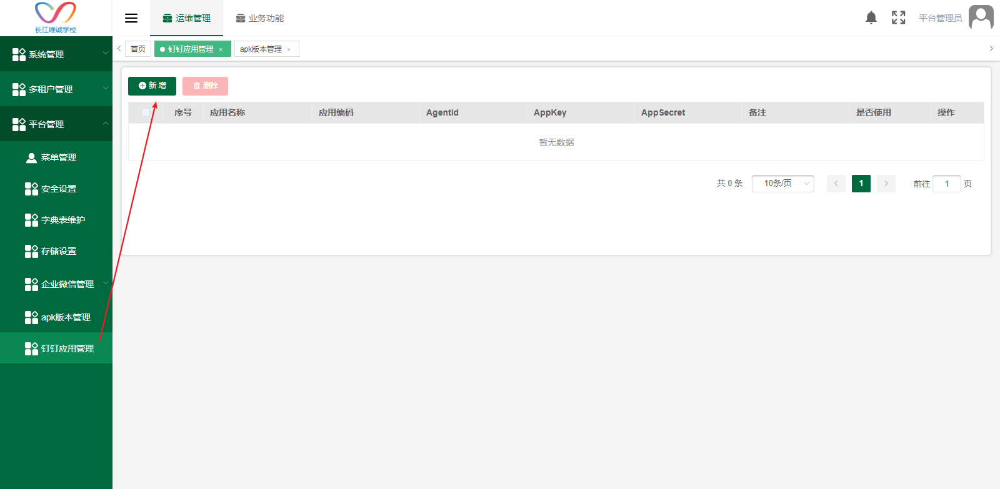 长江唯诚学校
运维管理
业务功能
平台管理员
首页
钉钉应用管理 ×
apk版本管理 ×
系统管理
多租户管理
平台管理
菜单管理
安全设置
字典表维护
存储设置
企业微信管理
apk版本管理
钉钉应用管理
新 增
删除
序号 应用名称 应用编码 AgentId AppKey AppSecret 备注 是否使用 操作
暂无数据
共 0 条 10条/页 1 前往 1 页